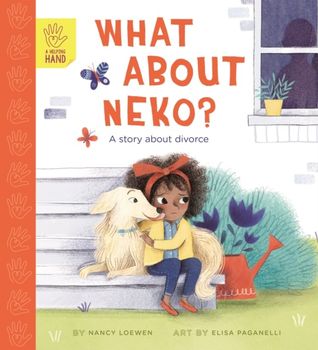 A HELPING
HAND
WHAT
ABOUT
NEKO?
A story about divorce
BY NANCY LOEWEN ART BY ELISA PAGANELLI